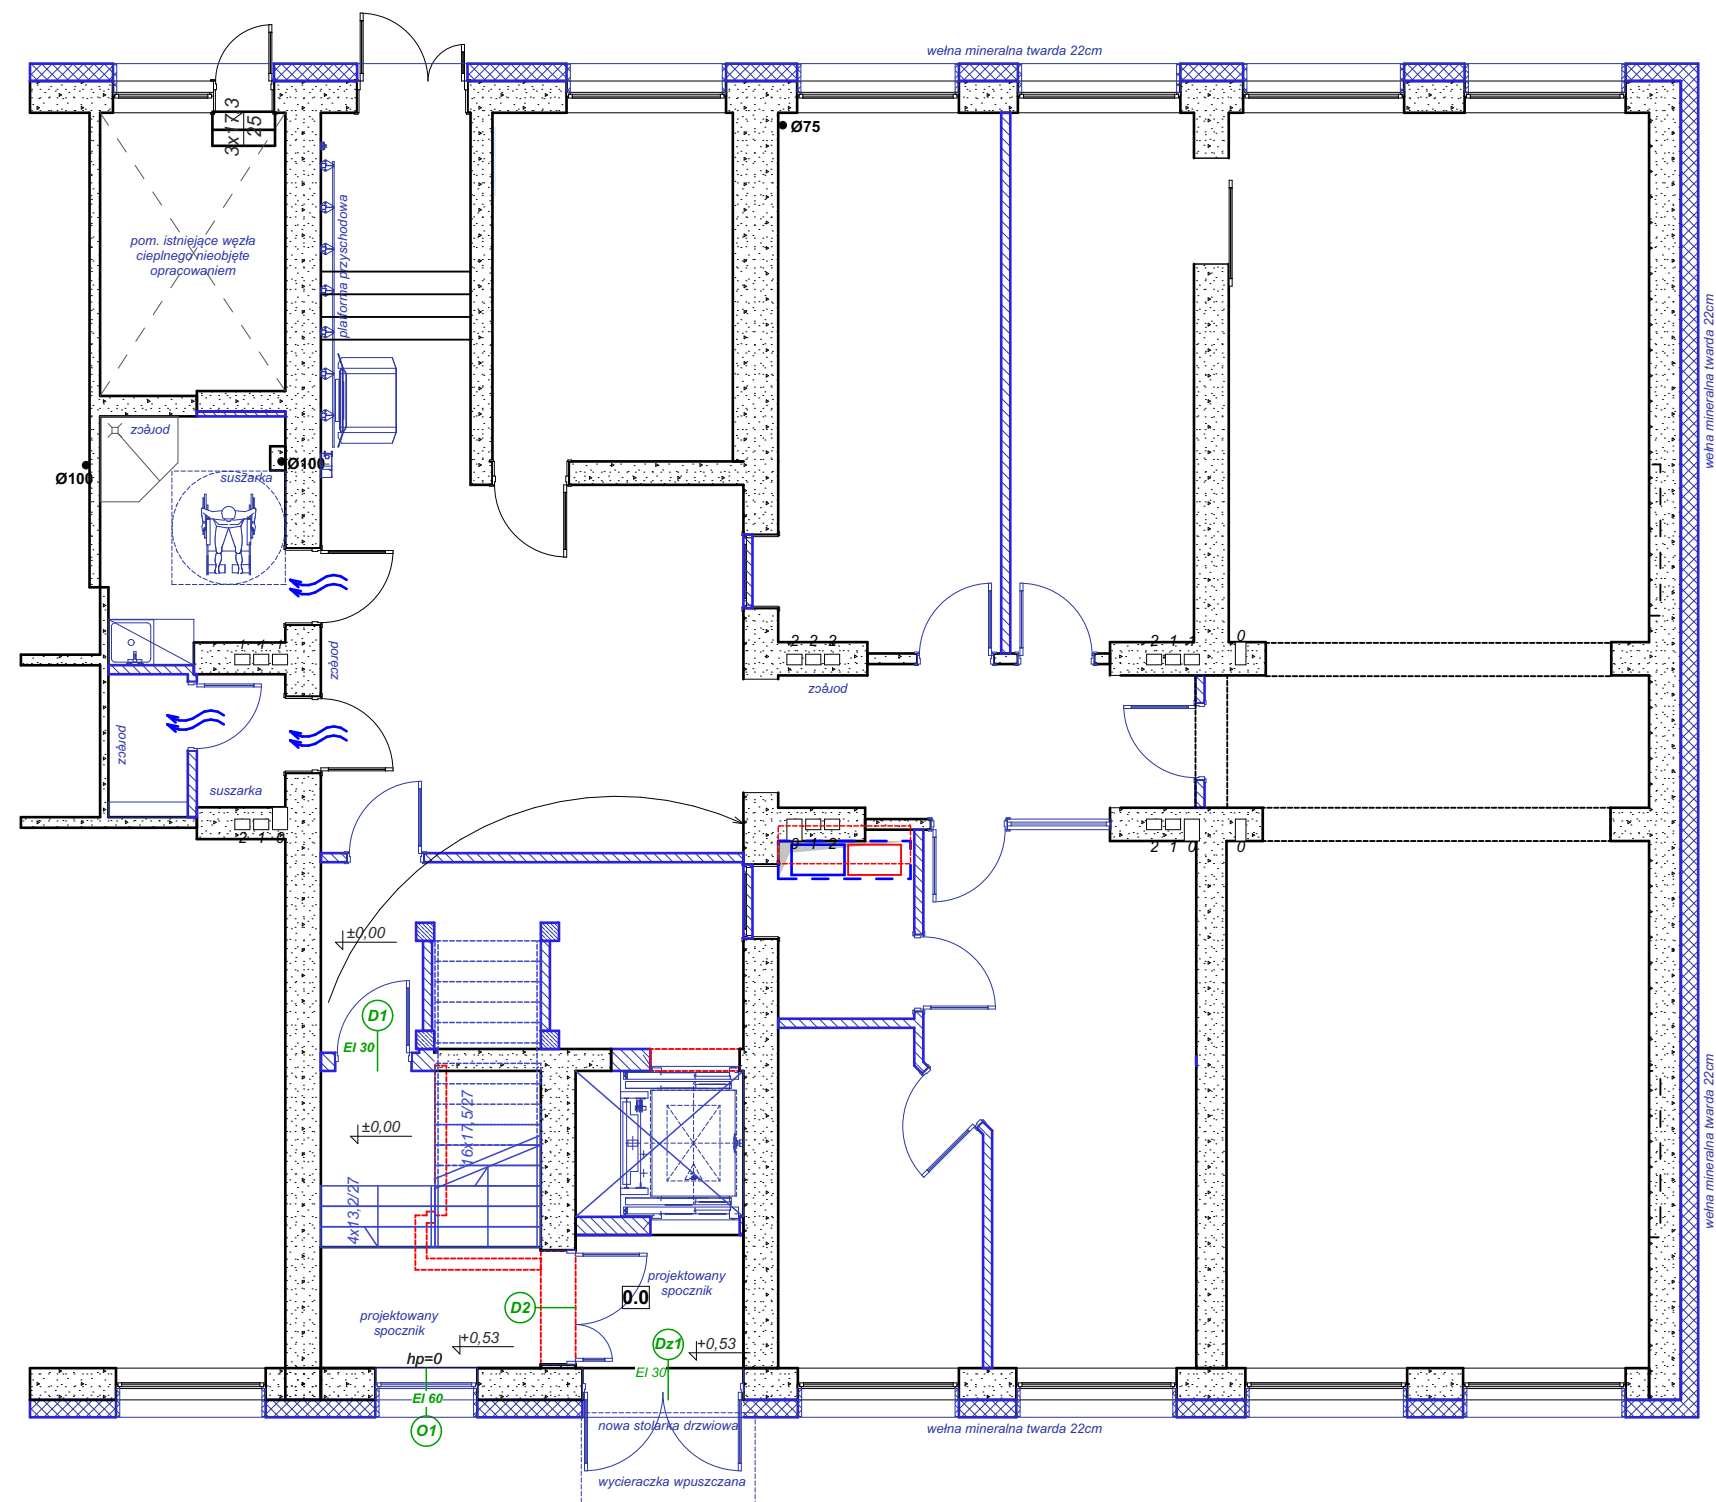 wełna mineralna twarda 22cm
3x17,3
25
Ø75
platforma przyschodowa
pom. istniejące węzła
cieplnego nieobjęte
opracowaniem
wełna mineralna twarda 22cm
poręcz
Ø100
Ø100
suszarka
1 1 1
poręcz
2 2 2
2 1 1
0
poręcz
poręcz
suszarka
2 1 0
0 1 2
2 1 0
0
±0,00
D1
EI 30
±0,00
16x17,5/27
4x13,2/27
wełna mineralna twarda 22cm
projektowany
spocznik
0.0
D2
projektowany
spocznik
+0,53
Dz1
+0,53
hp=0
EI 30
EI 60
O1
nowa stolarka drzwiowa
wełna mineralna twarda 22cm
wycieraczka wpuszczana